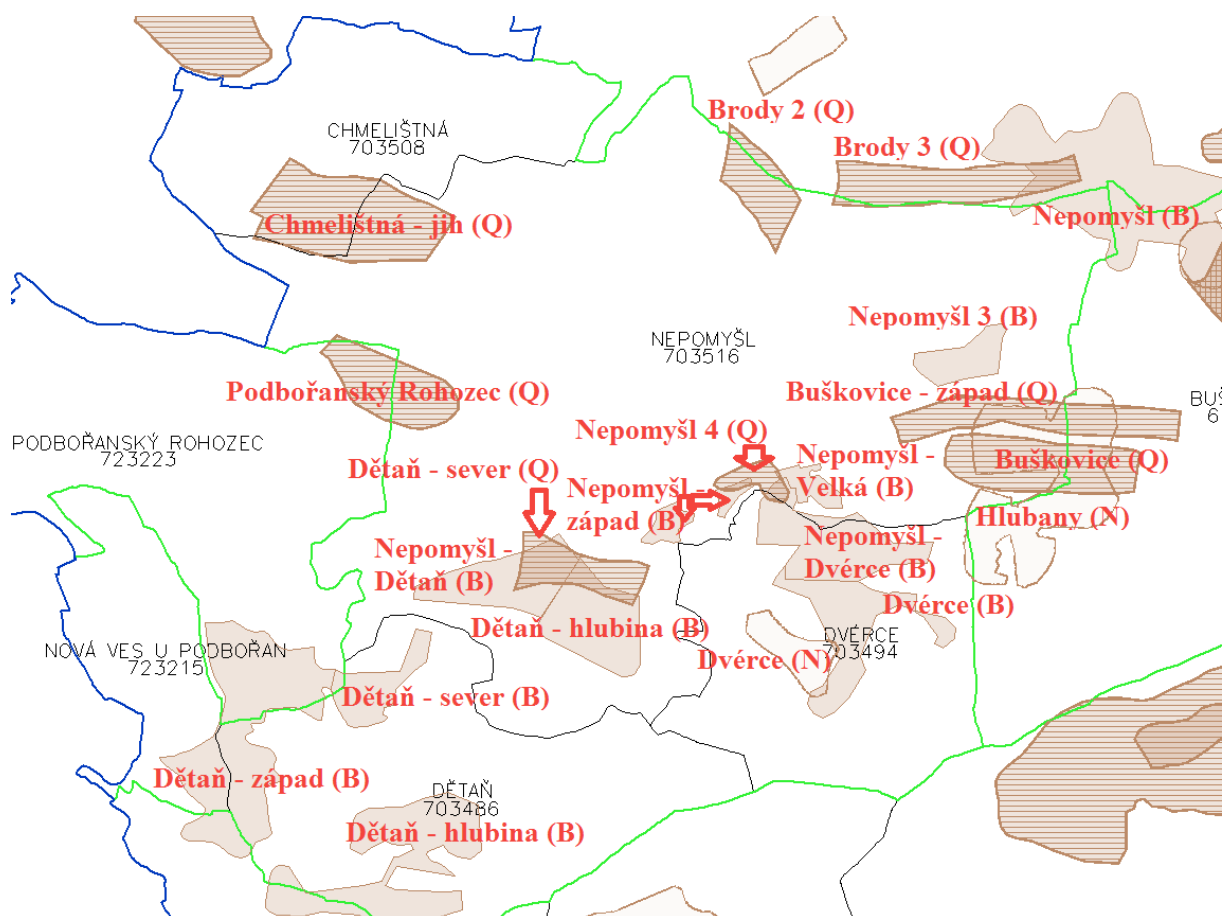 Brody 2 (Q)
CHMELIŠTNÁ
703508
Brody 3 (Q)
Chmelištná - jih (Q)
Nepomyšl (B)
Nepomyšl 3 (B)
NEPOMYŠL
703516
Podbořanský Rohozec (Q)
Buškovice - západ (Q)
BUŠ
6
PODBOŘANSKÝ ROHOZEC
723223
Nepomyšl 4 (Q)
Dětaň - sever (Q)
Nepomyšl -
Velká (B)
Buškovice (Q)
Nepomyšl -
západ (B)
Hlubany (N)
Nepomyšl -
Dětaň (B)
Nepomyšl -
Dvérce (B)
Dvérce (B)
Dětaň - hlubina (B)
DVÉRCE
703494
NOVÁ VES U PODBOŘAN
723215
Dvérce (N)
Dětaň - sever (B)
Dětaň - západ (B)
DĚTAŇ
703486
Dětaň - hlubina (B)